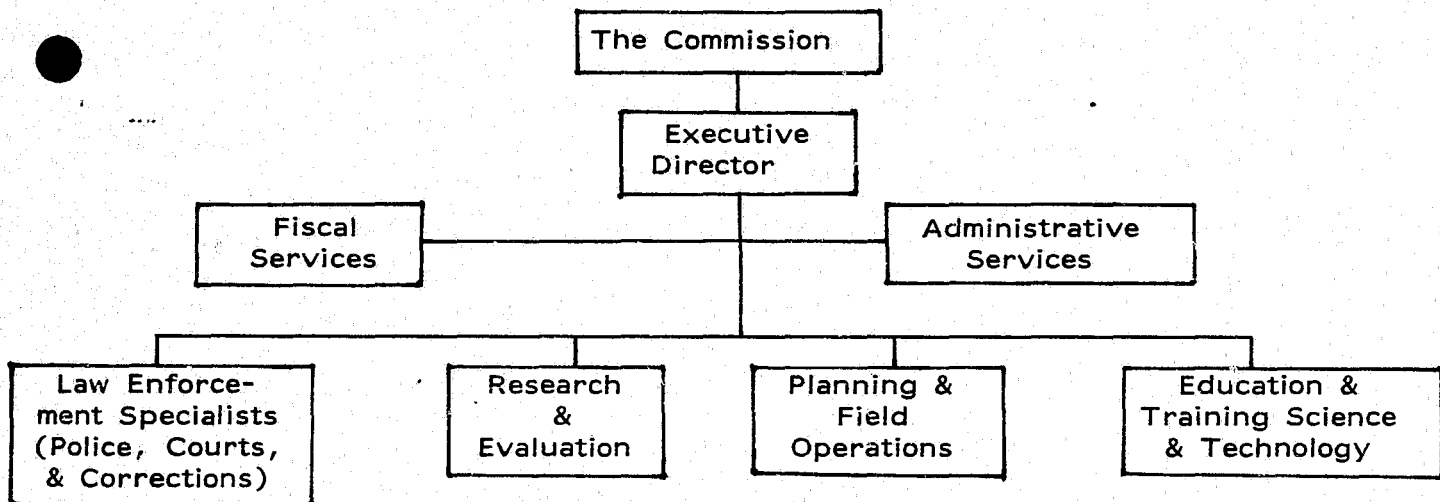 The Commission
Executive
Director
Fiscal
Services
Administrative
Services
Law Enforce-
ment Specialists
(Police, Courts,
& Corrections)
Research
&
Evaluation
Planning &
Field
Operations
Education &
Training Science
& Technology